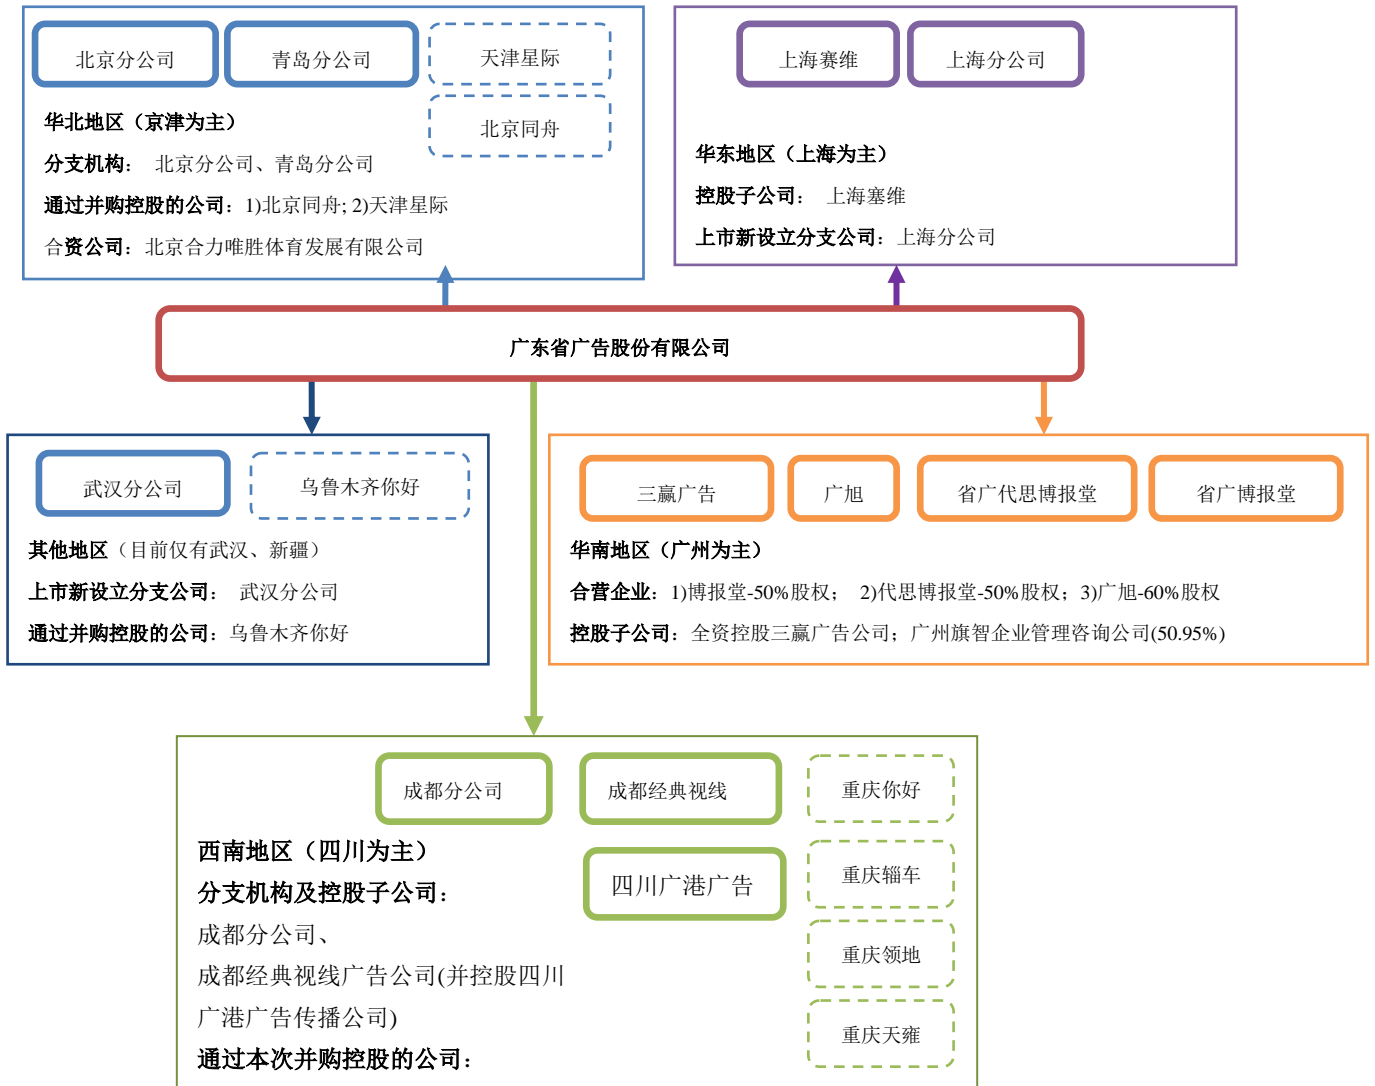 北京分公司
青岛分公司
天津星际
北京同舟
华北地区（京津为主）
分支机构： 北京分公司、青岛分公司
通过并购控股的公司：1)北京同舟; 2)天津星际
合资公司：北京合力唯胜体育发展有限公司
上海赛维
上海分公司
华东地区（上海为主）
控股子公司： 上海塞维
上市新设立分支公司：上海分公司
广东省广告股份有限公司
武汉分公司
乌鲁木齐你好
其他地区（目前仅有武汉、新疆）
上市新设立分支公司： 武汉分公司
通过并购控股的公司：乌鲁木齐你好
三赢广告
广旭
省广代思博报堂
省广博报堂
华南地区（广州为主）
合营企业：1)博报堂-50%股权； 2)代思博报堂-50%股权；3)广旭-60%股权
控股子公司：全资控股三赢广告公司；广州旗智企业管理咨询公司(50.95%)
成都分公司
成都经典视线
重庆你好
四川广港广告
重庆辎车
重庆领地
重庆天雍
西南地区（四川为主）
分支机构及控股子公司：
成都分公司、
成都经典视线广告公司(并控股四川
广港广告传播公司)
通过本次并购控股的公司：